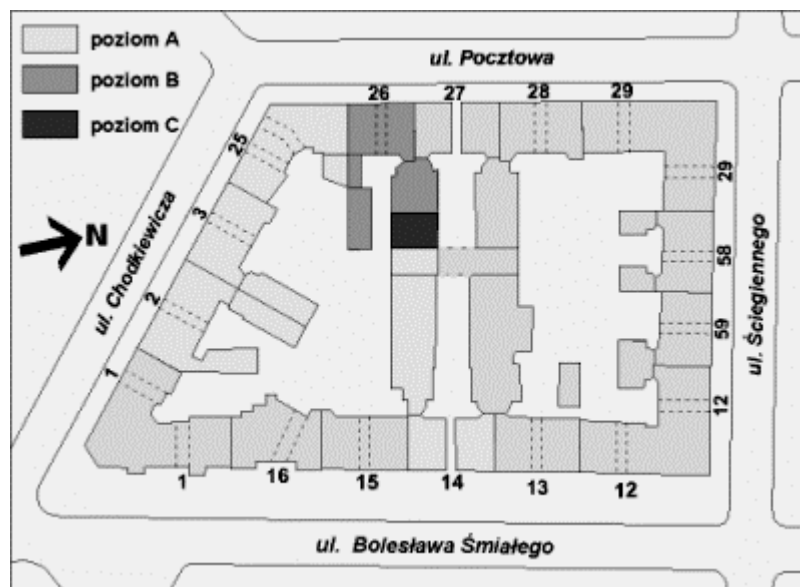 poziom A
poziom B
poziom C
ul. Pocztowa
26
27
28
29
25
29
3
N
58
ul. Chodkiewicza
2
59
ul. Ściegiennego
1
12
1
16
15
14
13
12
ul. Bolesława Śmiałego